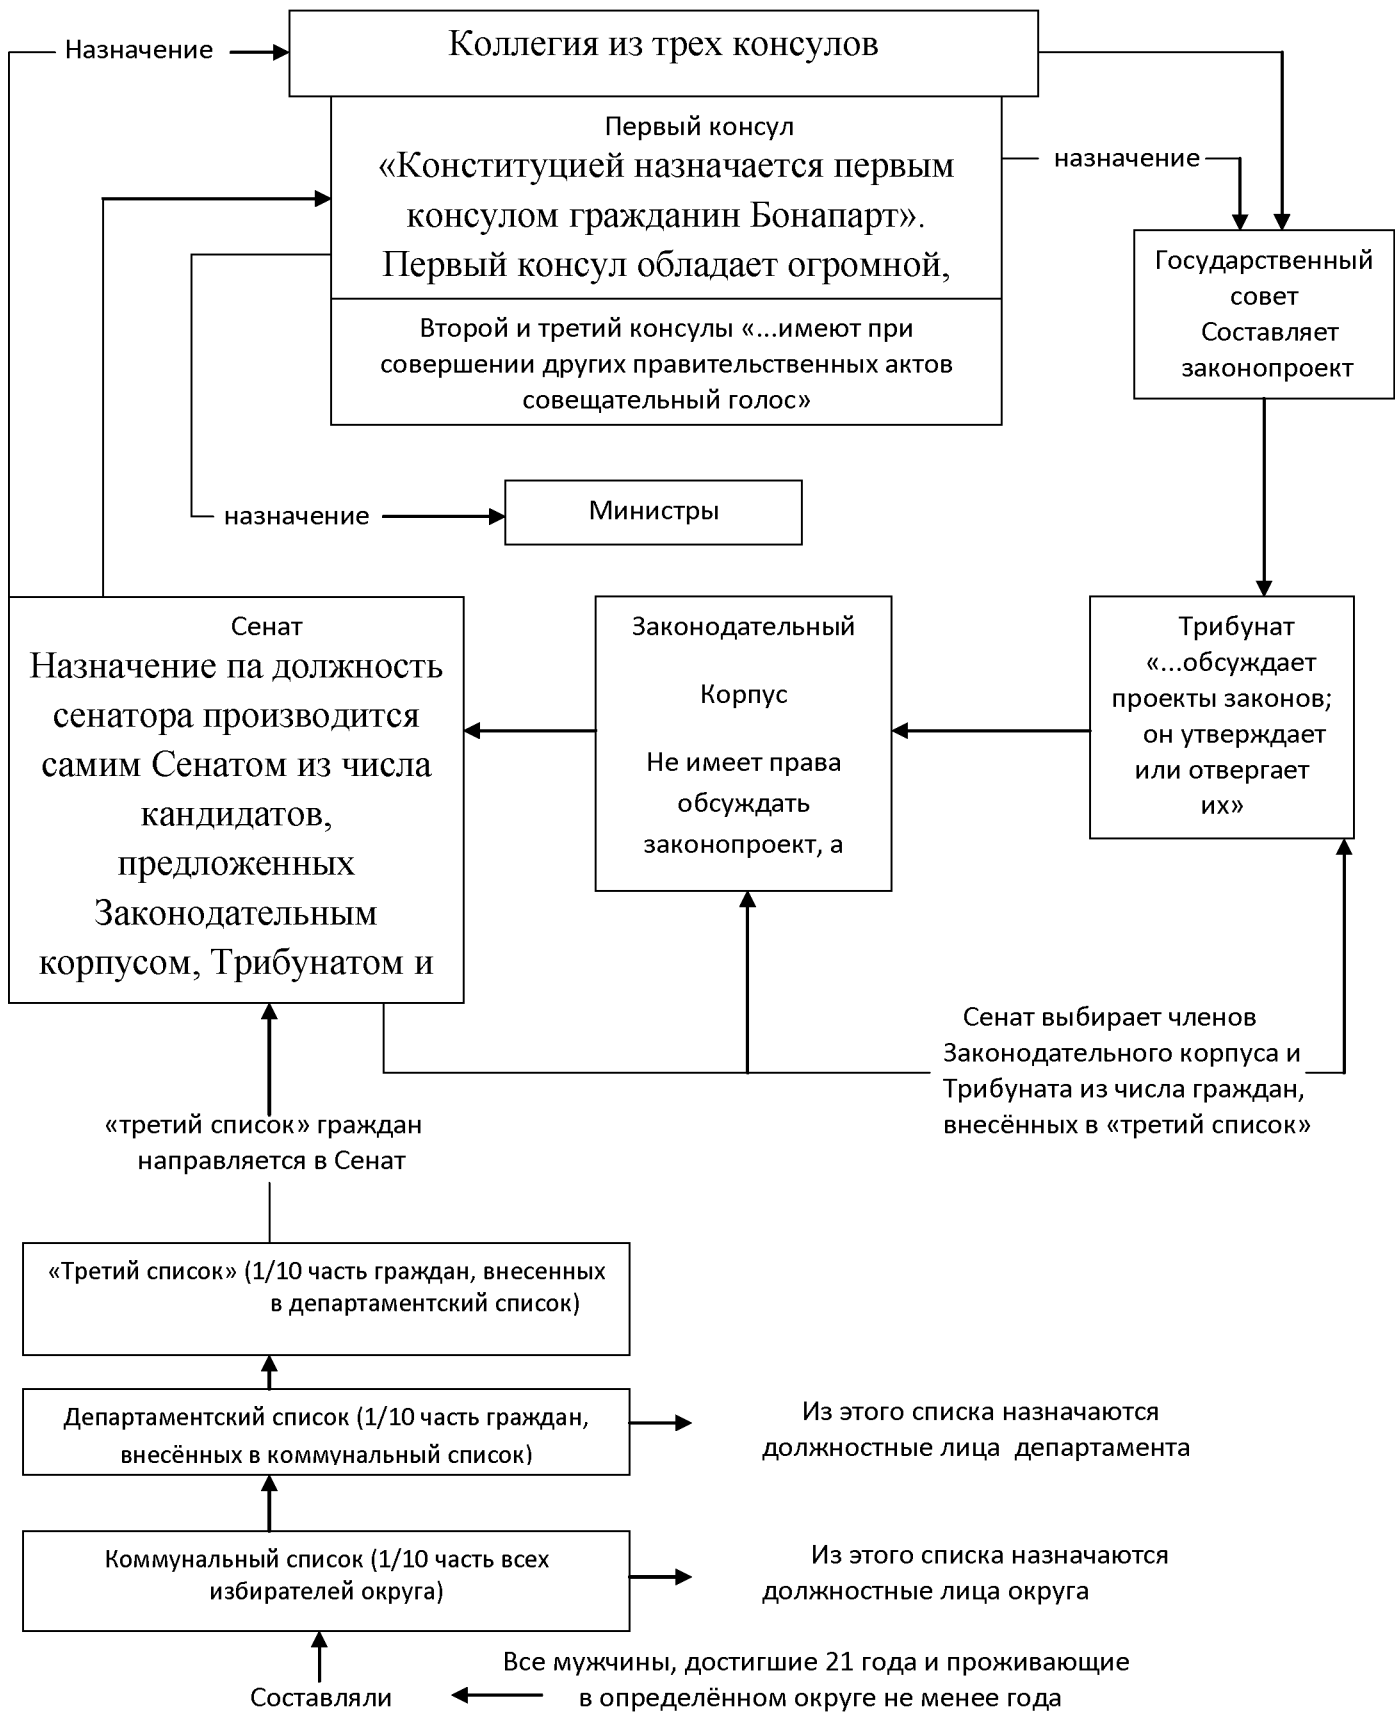 Назначение
Коллегия из трех консулов
Первый консул
«Конституцией назначается первым
консулом гражданин Бонапарт».
Первый консул обладает огромной,
назначение
Государственный
совет
Составляет
законопроект
Второй и третий консулы «...имеют при
совершении других правительственных актов
совещательный голос»
назначение
Министры
Сенат
Назначение па должность
сенатора производится
самим Сенатом из числа
кандидатов,
предложенных
Законодательным
корпусом, Трибунатом и
Законодательный
Корпус
Не имеет права
обсуждать
законопроект, а
Трибунат
«...обсуждает
проекты законов;
он утверждает
или отвергает
их»
Сенат выбирает членов
Законодательного корпуса и
Трибуната из числа граждан,
внесённых в «третий список»
«третий список» граждан
направляется в Сенат
«Третий список» (1/10 часть граждан, внесенных
в департаментский список)
Департаментский список (1/10 часть граждан,
внесённых в коммунальный список)
Из этого списка назначаются
должностные лица департамента
Коммунальный список (1/10 часть всех
избирателей округа)
Из этого списка назначаются
должностные лица округа
Составляли
Все мужчины, достигшие 21 года и проживающие
в определённом округе не менее года